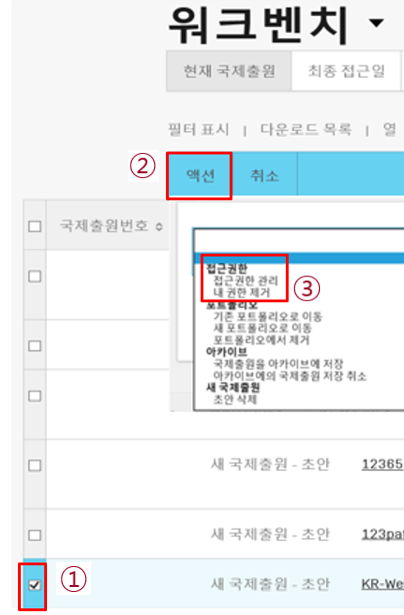 워크벤치
현재 국제출원 최종 접근일
필터 표시 | 다운로드 목록 | 열
② 액션 취소
국제출원번호
접근권한
접근권한 관리
내 권한 제거
③
포트폴리오
기존 포트폴리오로 이동
새 포트폴리오로 이동
포트폴리오에서 제거
아카이브
국제출원을 아카이브에 저장
아카이브에의 국제출원 저장 취소
새 국제출원
초안 삭제
새 국제출원 - 초안 12365
새 국제출원 - 초안 123pat
① 새 국제출원 - 초안 KR-We